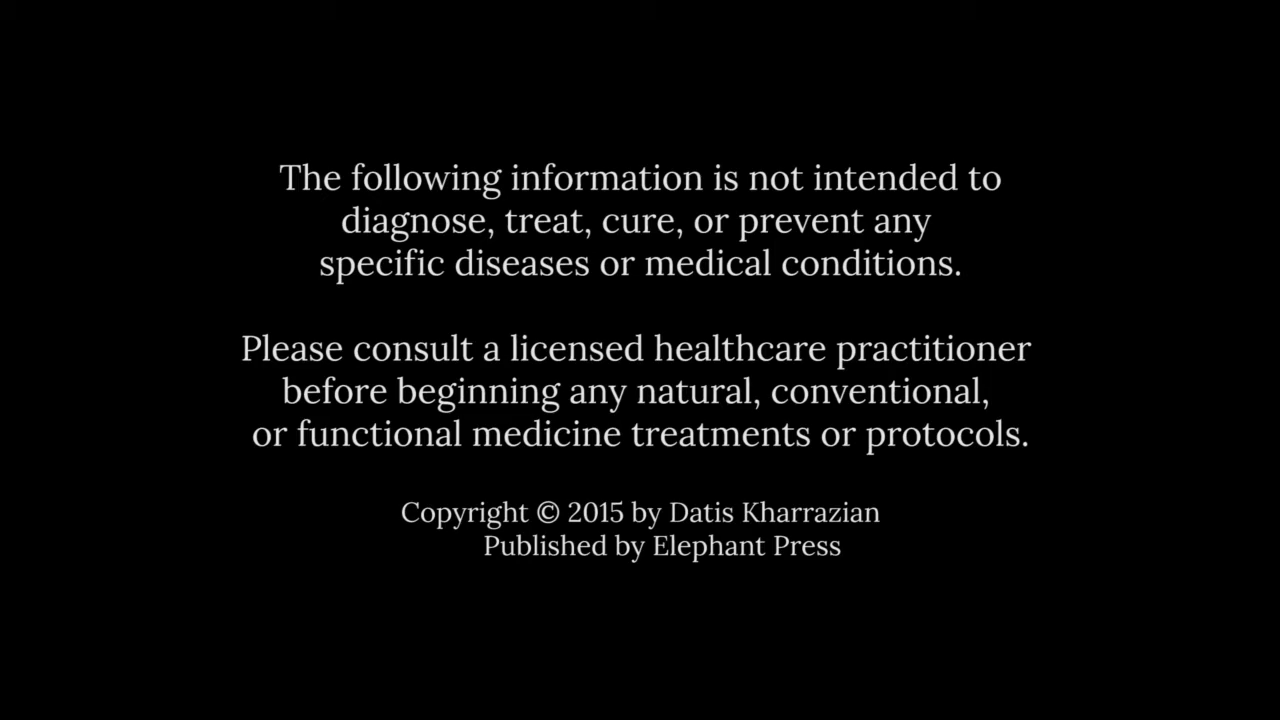 The following information is not intended to
diagnose, treat, cure, or prevent any
specific diseases or medical conditions.
Please consult a licensed healthcare practitioner
before beginning any natural, conventional,
or functional medicine treatments or protocols.
Copyright © 2015 by Datis Kharrazian
Published by Elephant Press